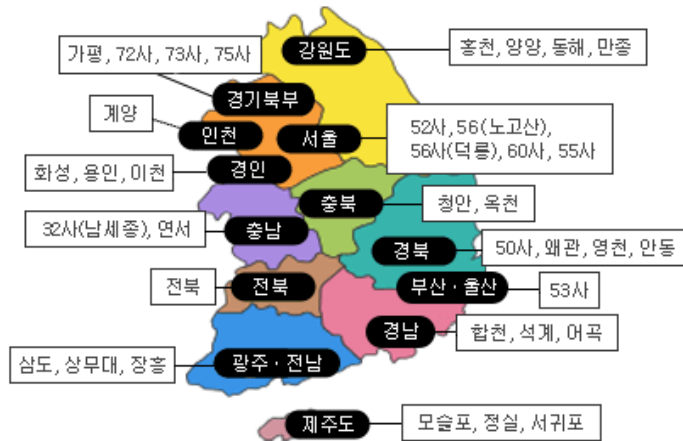 강원도
홍천, 양양, 동해, 만종
가평, 72사, 73사, 75사
경기북부
계양
인천
서울
52사, 56(노고산),
56사(덕릉), 60사, 55사
화성, 용인, 이천
경인
충북
청안, 옥천
32사(남세종), 연서
충남
경북
50사, 왜관, 영천, 안동
전북
전북
부산·울산
53사
경남
합천, 석계, 어곡
삼도, 상무대, 장흥
광주·전남
제주도
모슬포, 정실, 서귀포